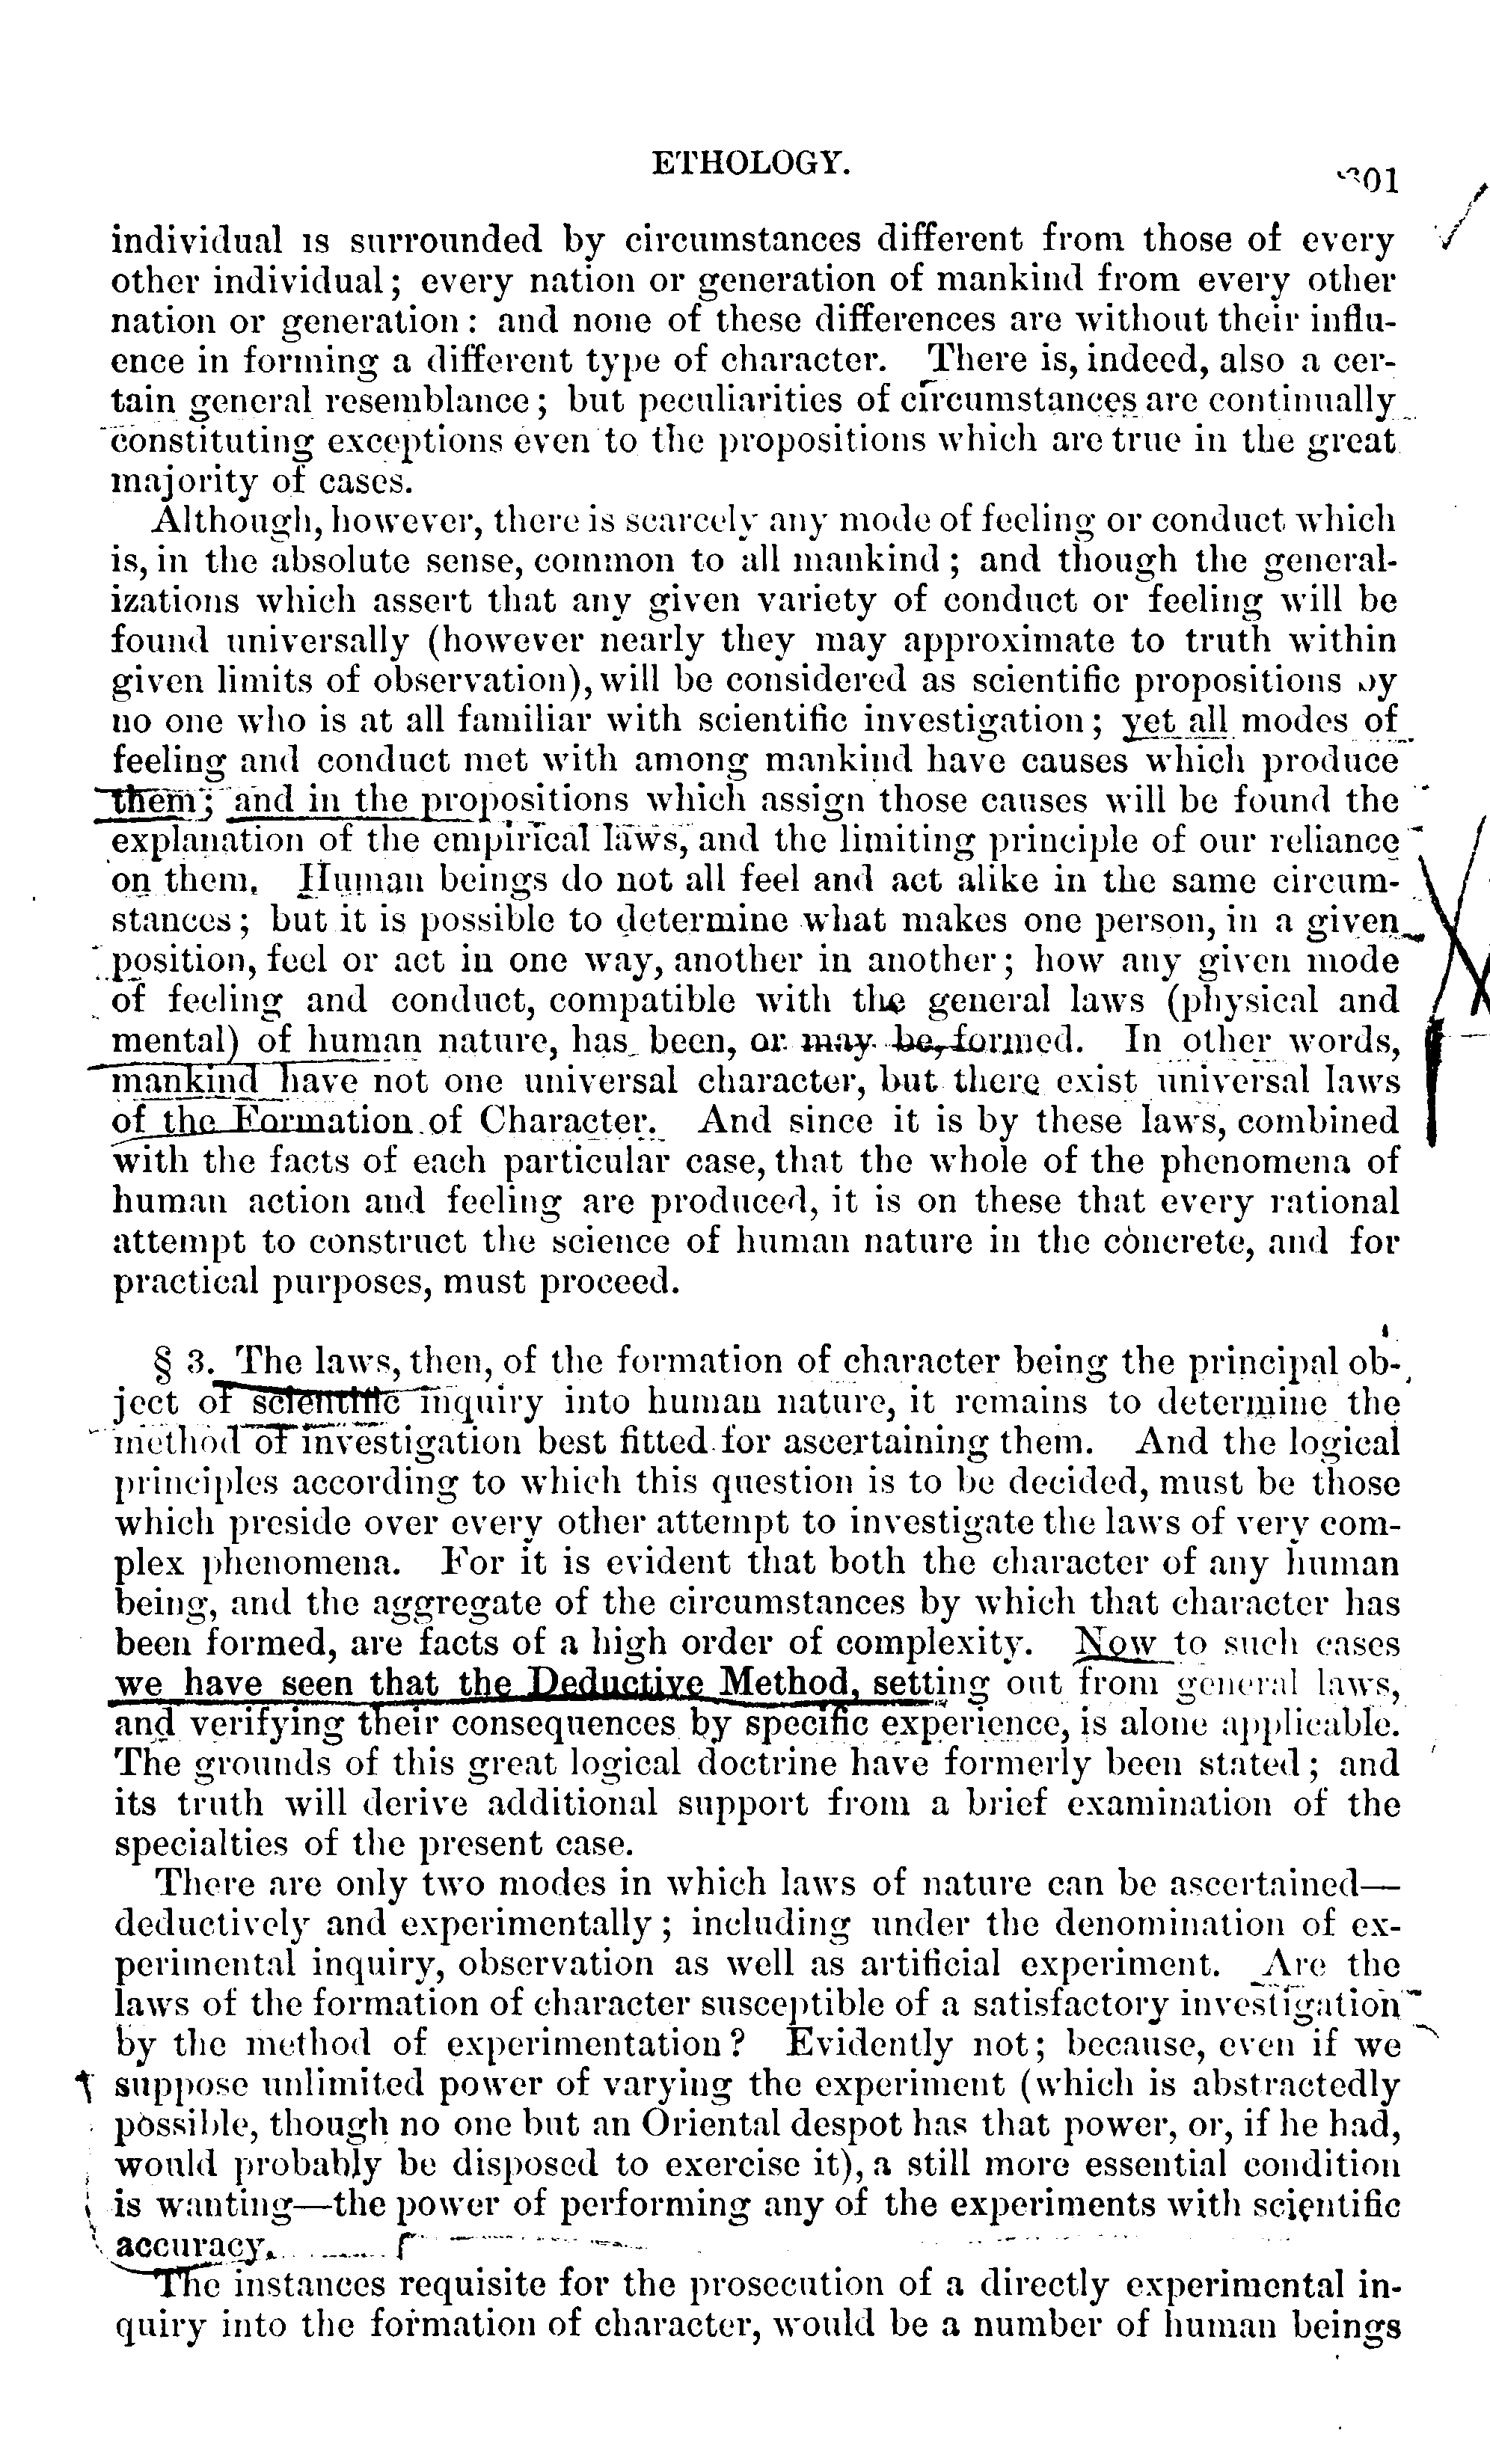 ETHOLOGY.
01
individual is surrounded by circumstances different from those of every
other individual; every nation or generation of mankind from every other
nation or generation: and none of these differences are without their influ-
ence in forming a different type of character. There is, indeed, also a cer-
tain general resemblance; but peculiarities of circumstances are continually
constituting exceptions even to the propositions which are true in the great
majority of cases.
Although, however, there is scarcely any mode of feeling or conduct which
is, in the absolute sense, common to all mankind; and though the general-
izations which assert that any given variety of conduct or feeling will be
found universally (however nearly they may approximate to truth within
given limits of observation), will be considered as scientific propositions by
no one who is at all familiar with scientific investigation; yet all modes of
feeling and conduct met with among mankind have causes which produce
them; and in the propositions which assign those causes will be found the
explanation of the empirical laws, and the limiting principle of our reliance
on them. Human beings do not all feel and act alike in the same circum-
stances; but it is possible to determine what makes one person, in a given
position, feel or act in one way, another in another; how any given mode
of feeling and conduct, compatible with the general laws (physical and
mental) of human nature, has been, or may be, formed. In other words,
mankind have not one universal character, but there exist universal laws
of the Formation of Character. And since it is by these laws, combined
with the facts of each particular case, that the whole of the phenomena of
human action and feeling are produced, it is on these that every rational
attempt to construct the science of human nature in the concrete, and for
practical purposes, must proceed.
§ 3. The laws, then, of the formation of character being the principal ob-
ject of scientific inquiry into human nature, it remains to determine the
method of investigation best fitted for ascertaining them. And the logical
principles according to which this question is to be decided, must be those
which preside over every other attempt to investigate the laws of very com-
plex phenomena. For it is evident that both the character of any human
being, and the aggregate of the circumstances by which that character has
been formed, are facts of a high order of complexity. Now to such cases
we have seen that the Deductive Method, setting out from general laws,
and verifying their consequences by specific experience, is alone applicable.
The grounds of this great logical doctrine have formerly been stated; and
its truth will derive additional support from a brief examination of the
specialties of the present case.
There are only two modes in which laws of nature can be ascertained—
deductively and experimentally; including under the denomination of ex-
perimental inquiry, observation as well as artificial experiment. Are the
laws of the formation of character susceptible of a satisfactory investigation
by the method of experimentation? Evidently not; because, even if we
suppose unlimited power of varying the experiment (which is abstractedly
possible, though no one but an Oriental despot has that power, or, if he had,
would probably be disposed to exercise it), a still more essential condition
is wanting—the power of performing any of the experiments with scientific
accuracy.
The instances requisite for the prosecution of a directly experimental in-
quiry into the formation of character, would be a number of human beings